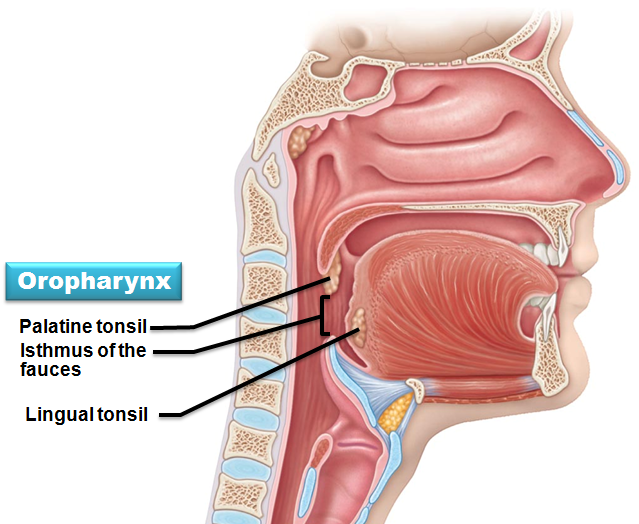 Oropharynx
Palatine tonsil
Isthmus of the
fauces
Lingual tonsil